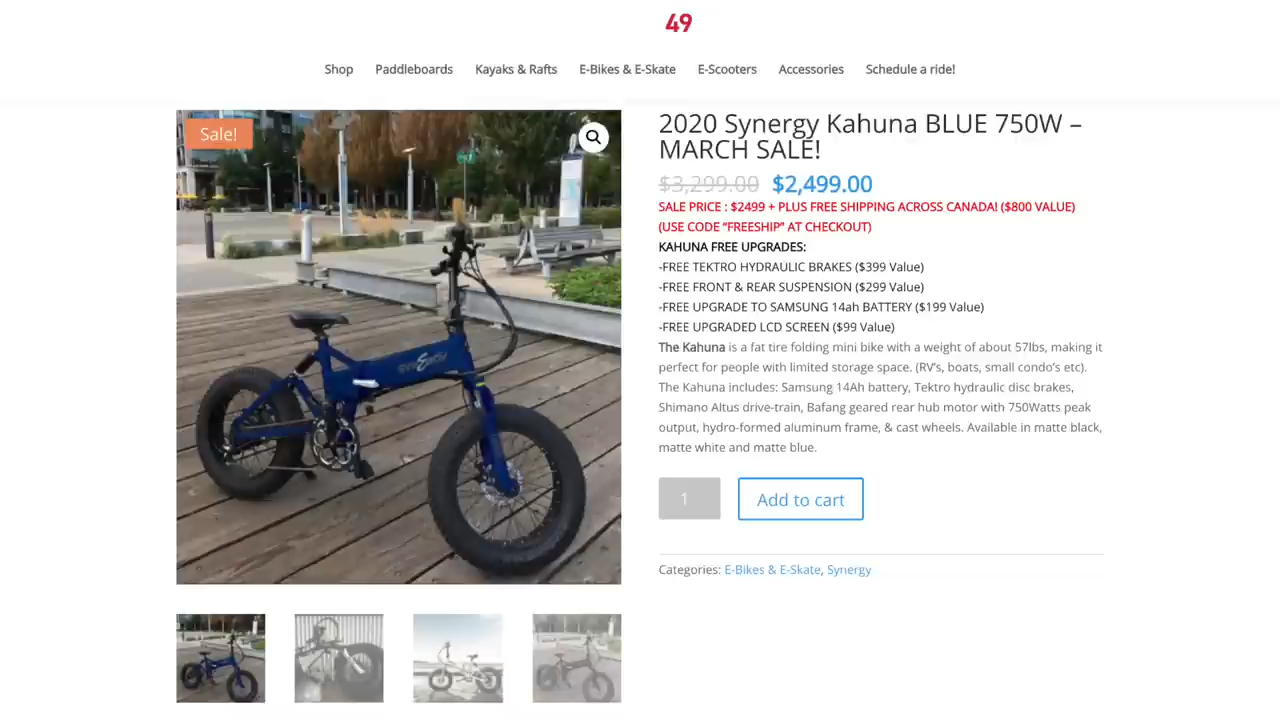 49
Shop Paddleboards Kayaks & Rafts E-Bikes & E-Skate E-Scooters Accessories Schedule a ride!
Sale!
2020 Synergy Kahuna BLUE 750W –
MARCH SALE!
$3,299.00 $2,499.00
SALE PRICE : $2499 + PLUS FREE SHIPPING ACROSS CANADA! ($800 VALUE)
(USE CODE “FREESHIP” AT CHECKOUT)
KAHUNA FREE UPGRADES:
-FREE TEKTRO HYDRAULIC BRAKES ($399 Value)
-FREE FRONT & REAR SUSPENSION ($299 Value)
-FREE UPGRADE TO SAMSUNG 14ah BATTERY ($199 Value)
-FREE UPGRADED LCD SCREEN ($99 Value)
The Kahuna is a fat tire folding mini bike with a weight of about 57lbs, making it
perfect for people with limited storage space. (RV’s, boats, small condo’s etc).
The Kahuna includes: Samsung 14Ah battery, Tektro hydraulic disc brakes,
Shimano Altus drive-train, Bafang geared rear hub motor with 750Watts peak
output, hydro-formed aluminum frame, & cast wheels. Available in matte black,
matte white and matte blue.
1 Add to cart
Categories: E-Bikes & E-Skate, Synergy